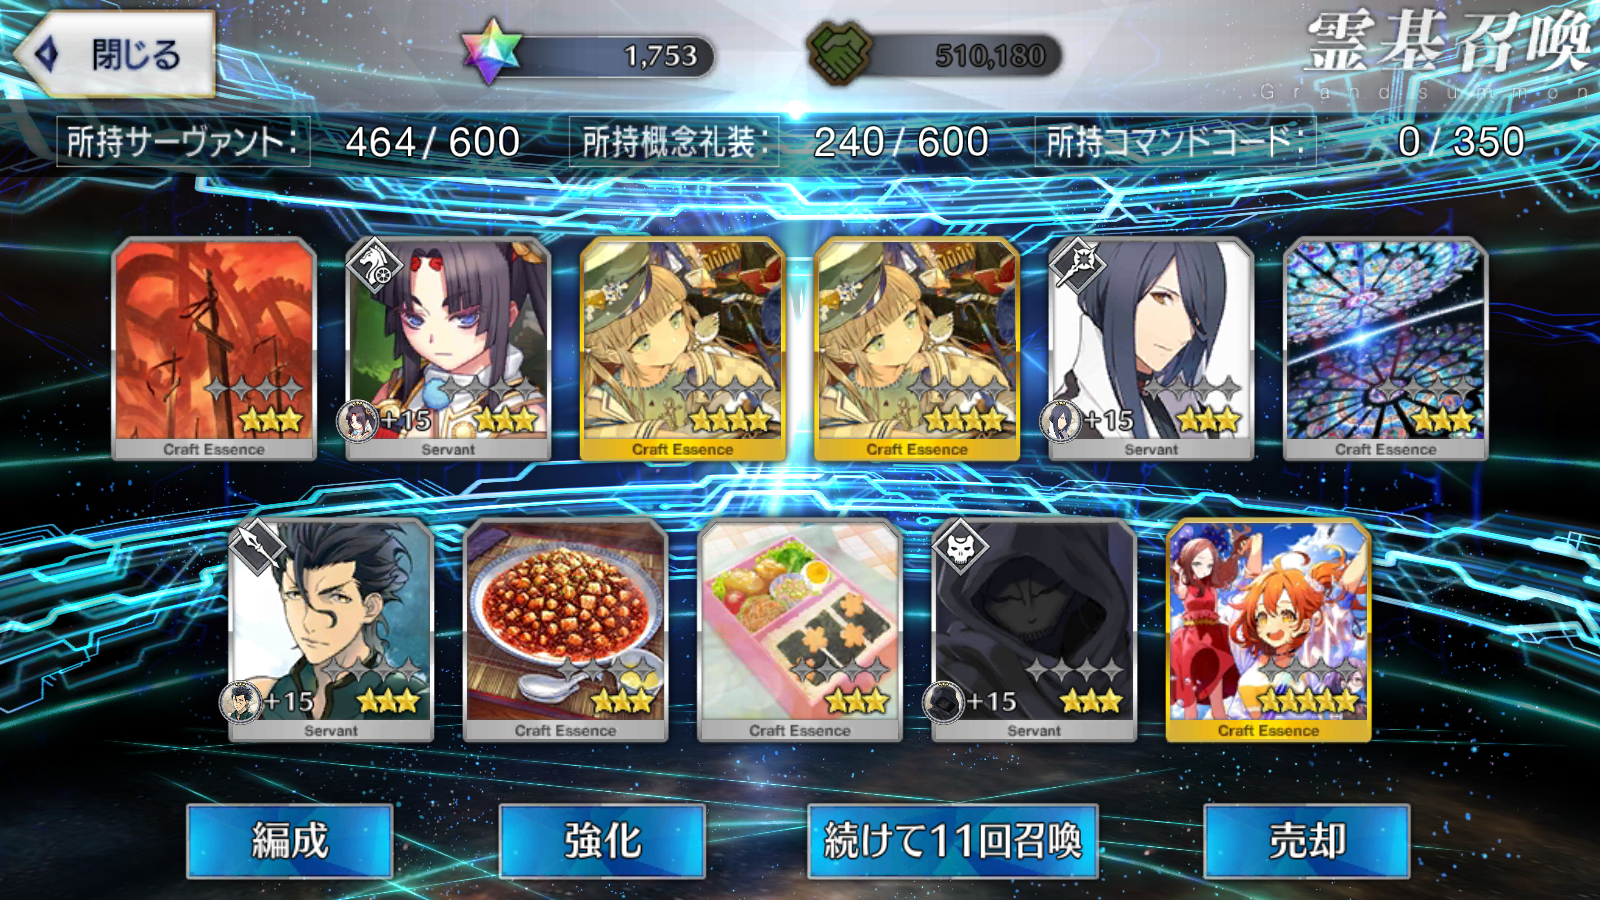 閉じる
1,753
510,180
霊基召喚
Grand summon
所持サーヴァント: 464/600
所持概念礼装: 240/600
所持コマンドコード: 0/350
Craft Essence
+15
Servant
Craft Essence
Craft Essence
+15
Servant
Craft Essence
+15
Servant
Craft Essence
Craft Essence
+15
Servant
Craft Essence
編成
強化
続けて11回召喚
売却